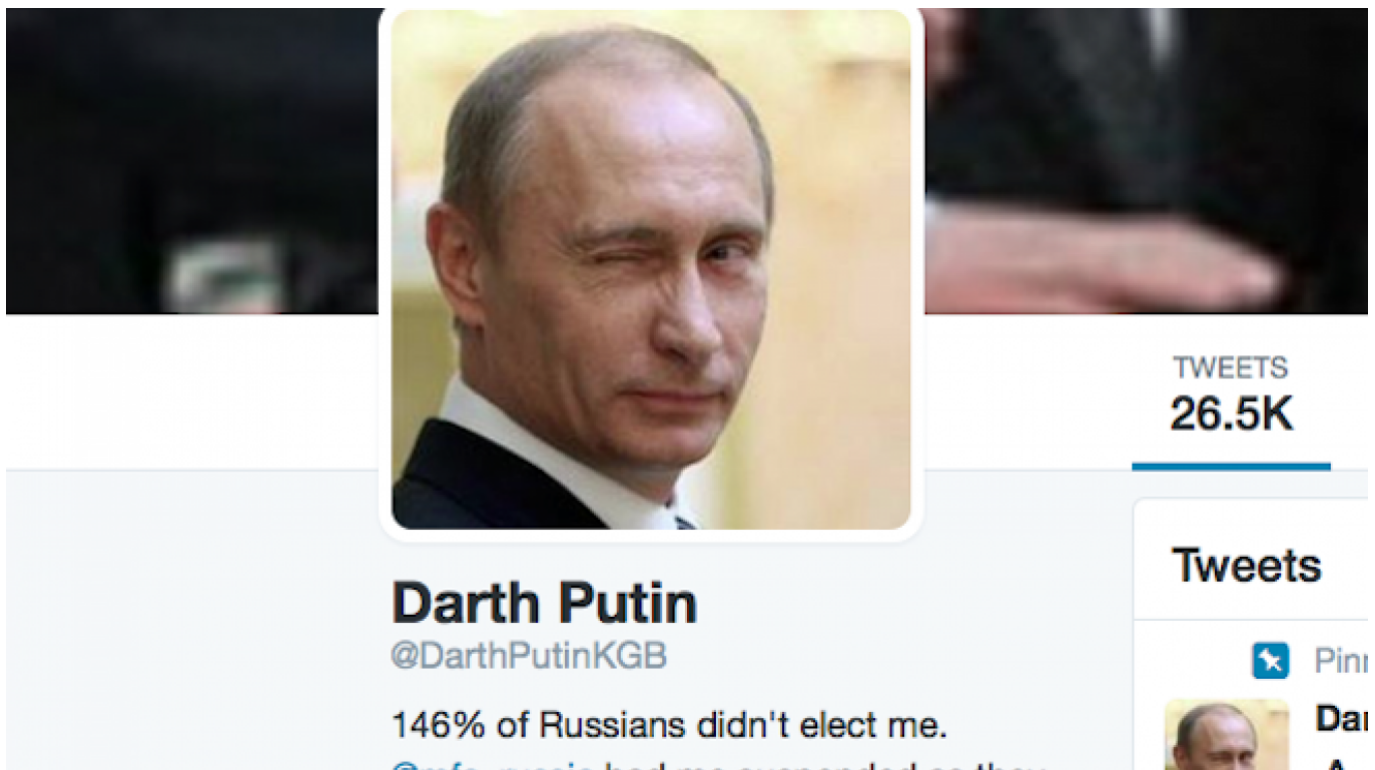 TWEETS
26.5K
Tweets
Darth Putin
@DarthPutinKGB
146% of Russians didn't elect me.